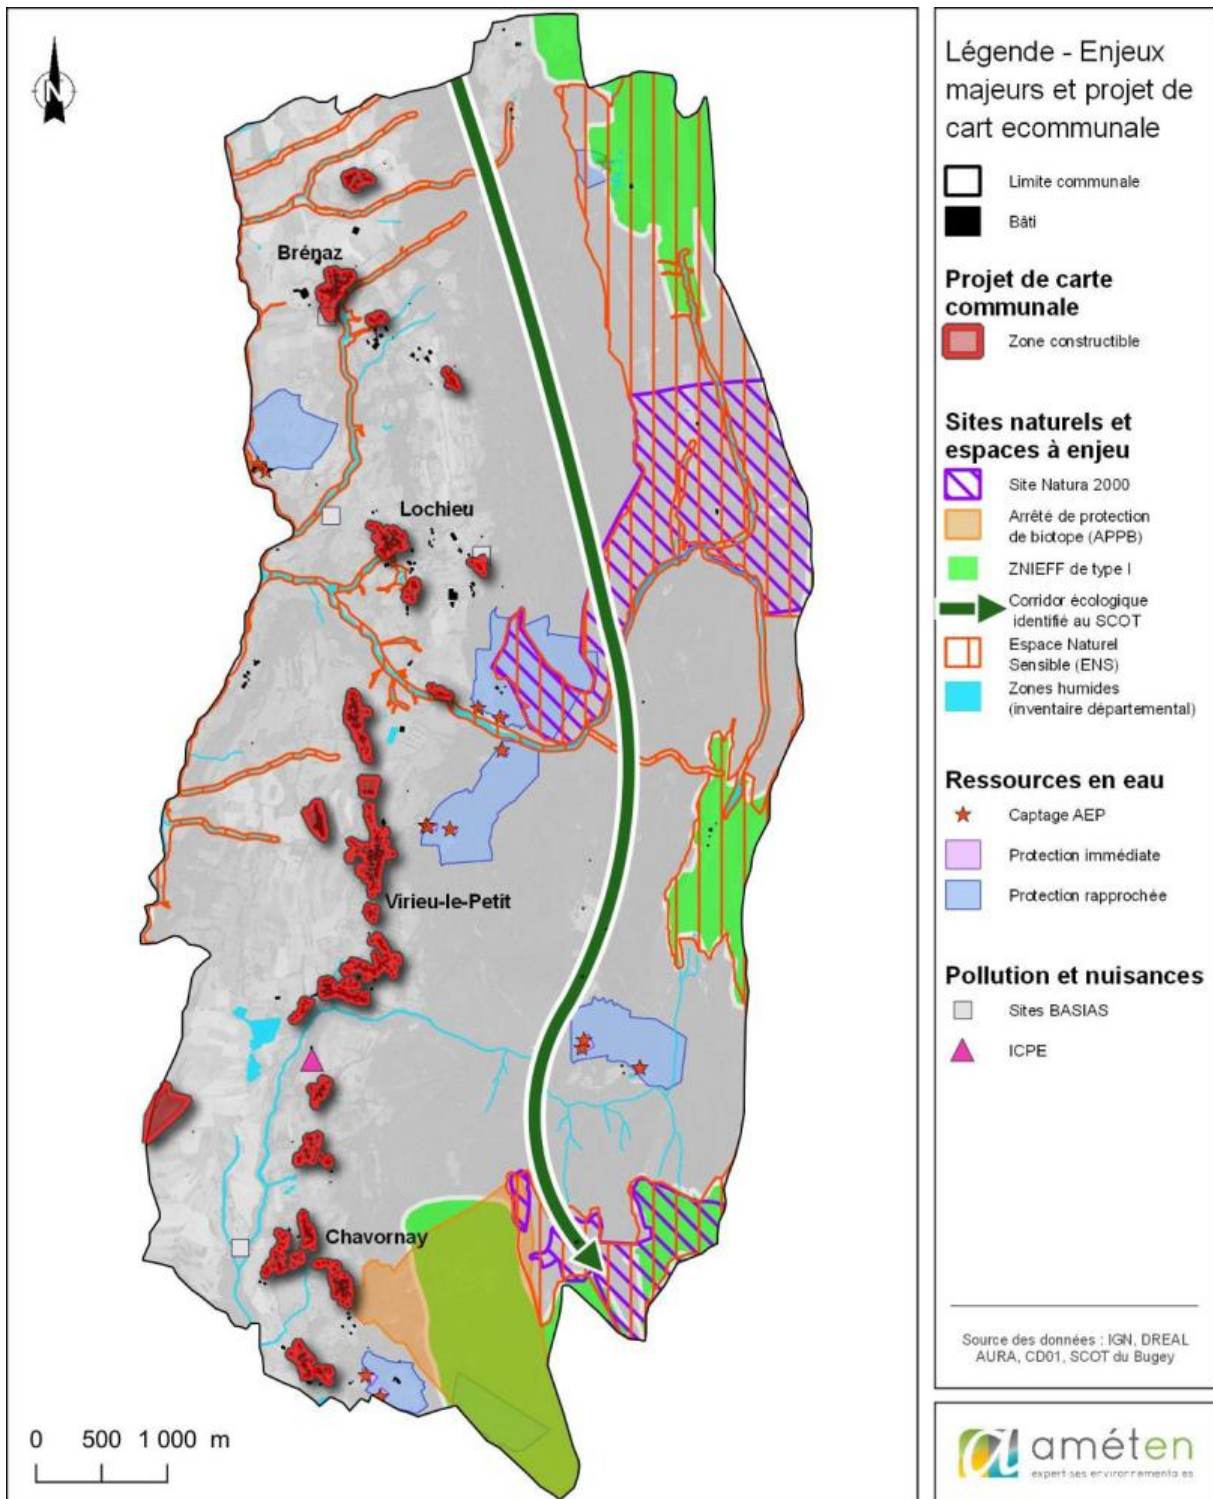 N
Brénaz
Lochieu
Virieu-le-Petit
Chavornay
0 500 1 000 m
Légende - Enjeux
majeurs et projet de
cart ecommunale
Limite communale
Bâti
Projet de carte
communale
Zone constructible
Sites naturels et
espaces à enjeu
Site Natura 2000
Arrêté de protection
de biotope (APPB)
ZNIEFF de type I
Corridor écologique
identifié au SCOT
Espace Naturel
Sensible (ENS)
Zones humides
(inventaire départemental)
Ressources en eau
Captage AEP
Protection immédiate
Protection rapprochée
Pollution et nuisances
Sites BASIAS
ICPE
Source des données : IGN, DREAL
AURA, CD01, SCOT du Bugey
améten
expertises environnementales